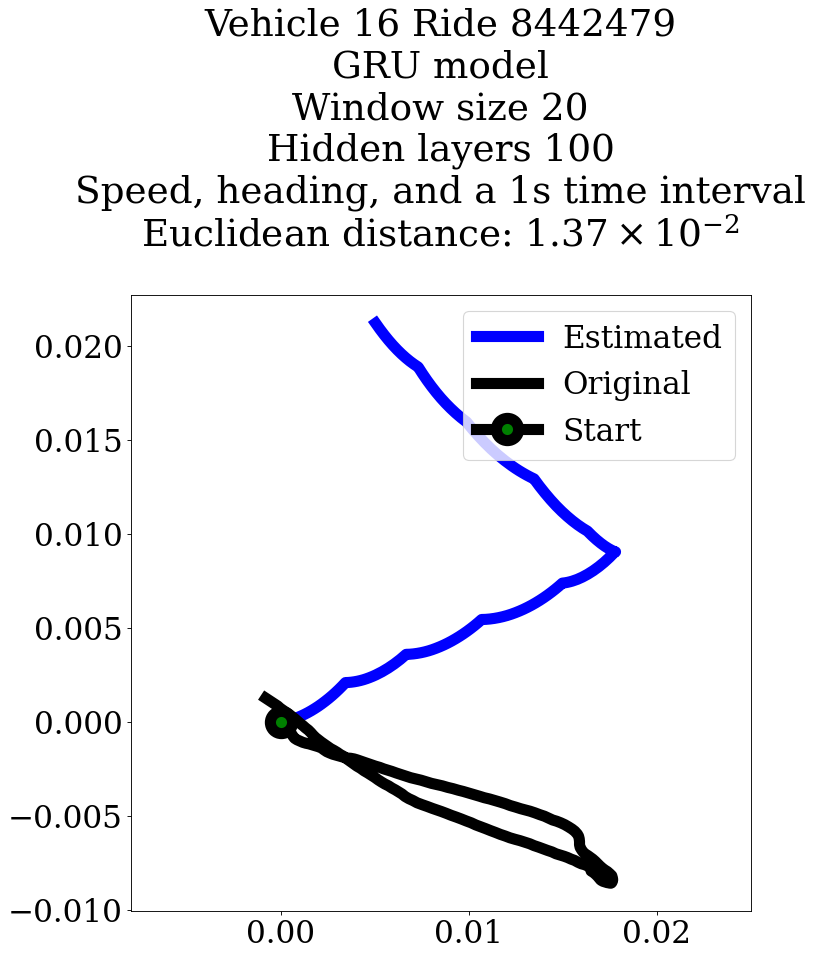 Vehicle 16 Ride 8442479
GRU model
Window size 20
Hidden layers 100
Speed, heading, and a 1s time interval
Euclidean distance: 1.37 × 10⁻²
Estimated
Original
Start
0.020
0.015
0.010
0.005
0.000
−0.005
−0.010
0.00 0.01 0.02